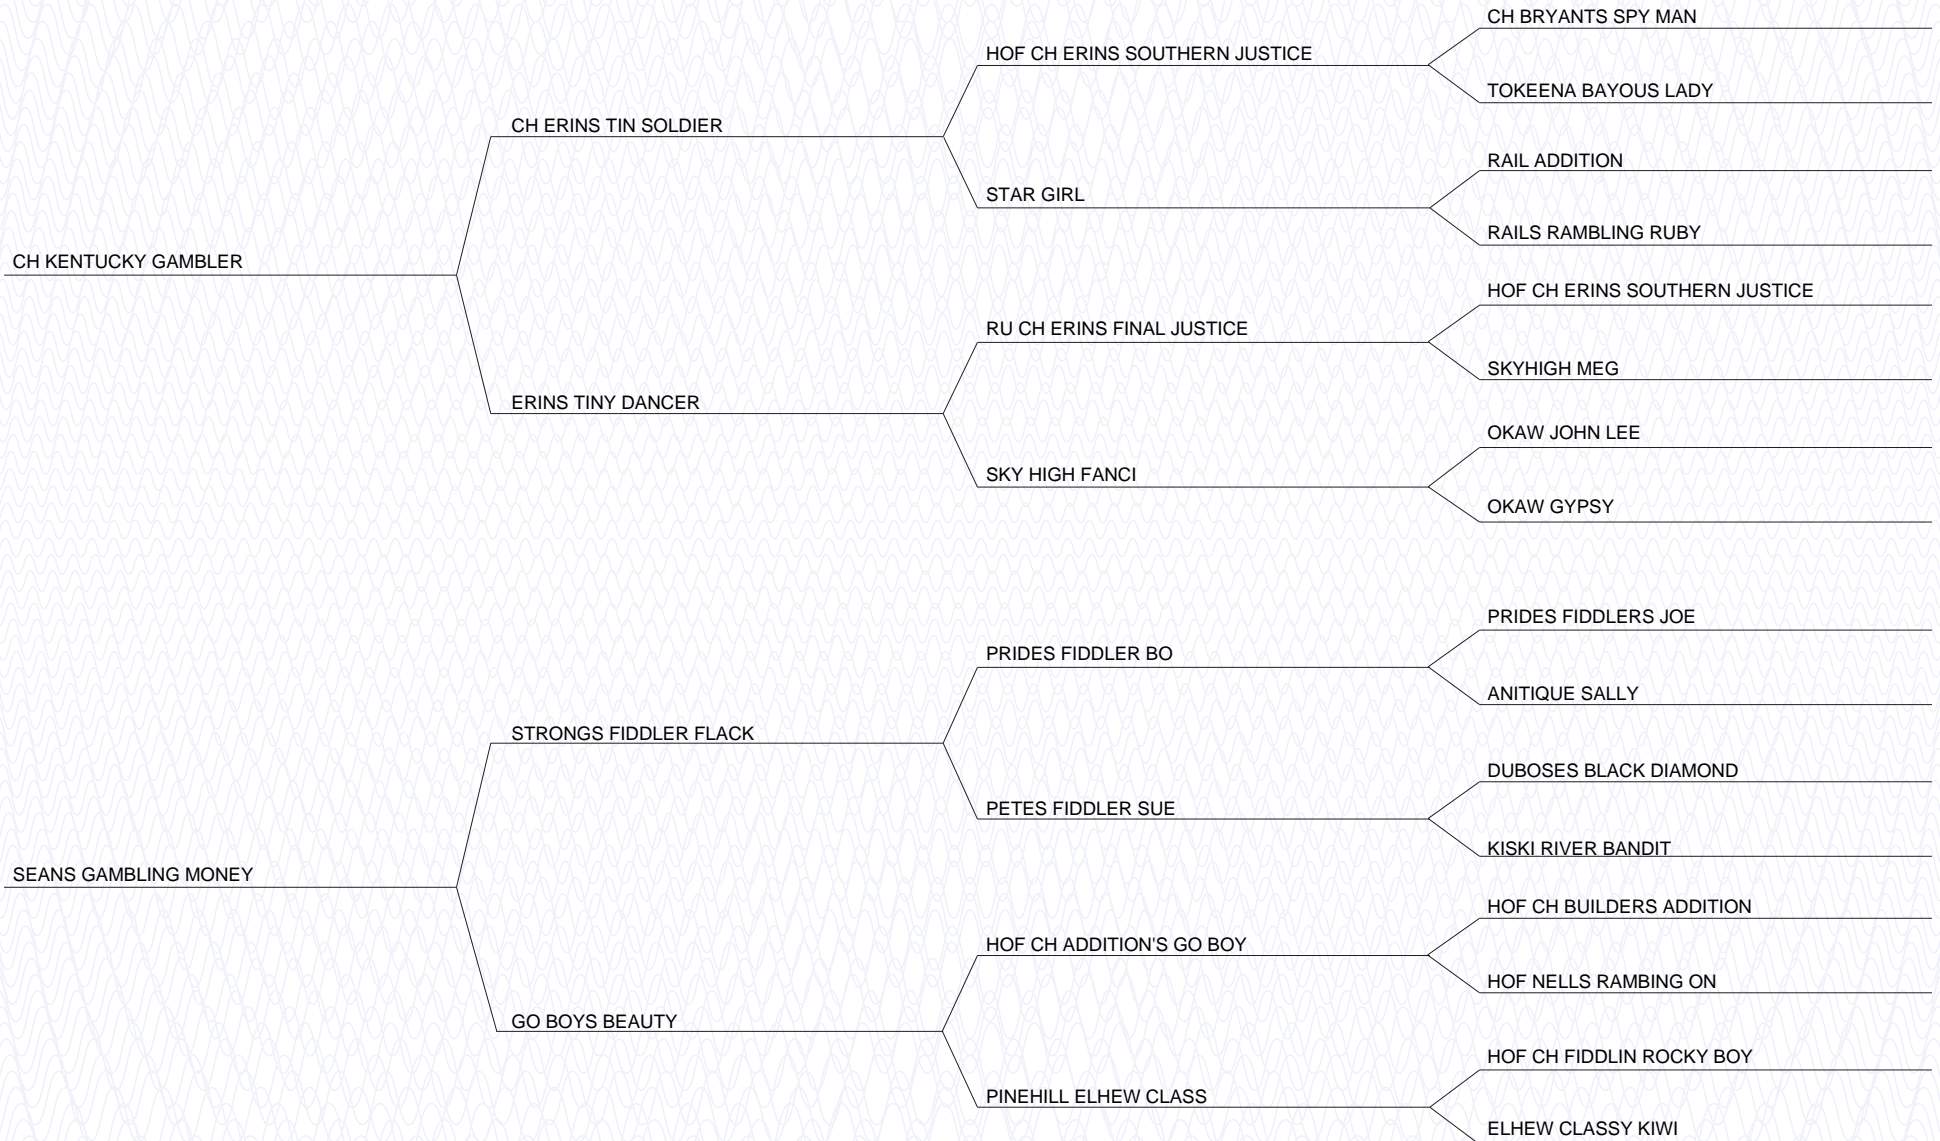 CH BRYANTS SPY MAN
HOF CH ERINS SOUTHERN JUSTICE
TOKEENA BAYOUS LADY
CH ERINS TIN SOLDIER
RAIL ADDITION
STAR GIRL
RAILS RAMBLING RUBY
CH KENTUCKY GAMBLER
HOF CH ERINS SOUTHERN JUSTICE
RU CH ERINS FINAL JUSTICE
SKYHIGH MEG
ERINS TINY DANCER
OKAW JOHN LEE
SKY HIGH FANCI
OKAW GYPSY
PRIDES FIDDLERS JOE
PRIDES FIDDLER BO
ANITIQUE SALLY
STRONGS FIDDLER FLACK
DUBOSES BLACK DIAMOND
PETES FIDDLER SUE
KISKI RIVER BANDIT
SEANS GAMBLING MONEY
HOF CH BUILDERS ADDITION
HOF CH ADDITION'S GO BOY
HOF NELLS RAMBING ON
GO BOYS BEAUTY
HOF CH FIDDLIN ROCKY BOY
PINEHILL ELHEW CLASS
ELHEW CLASSY KIWI